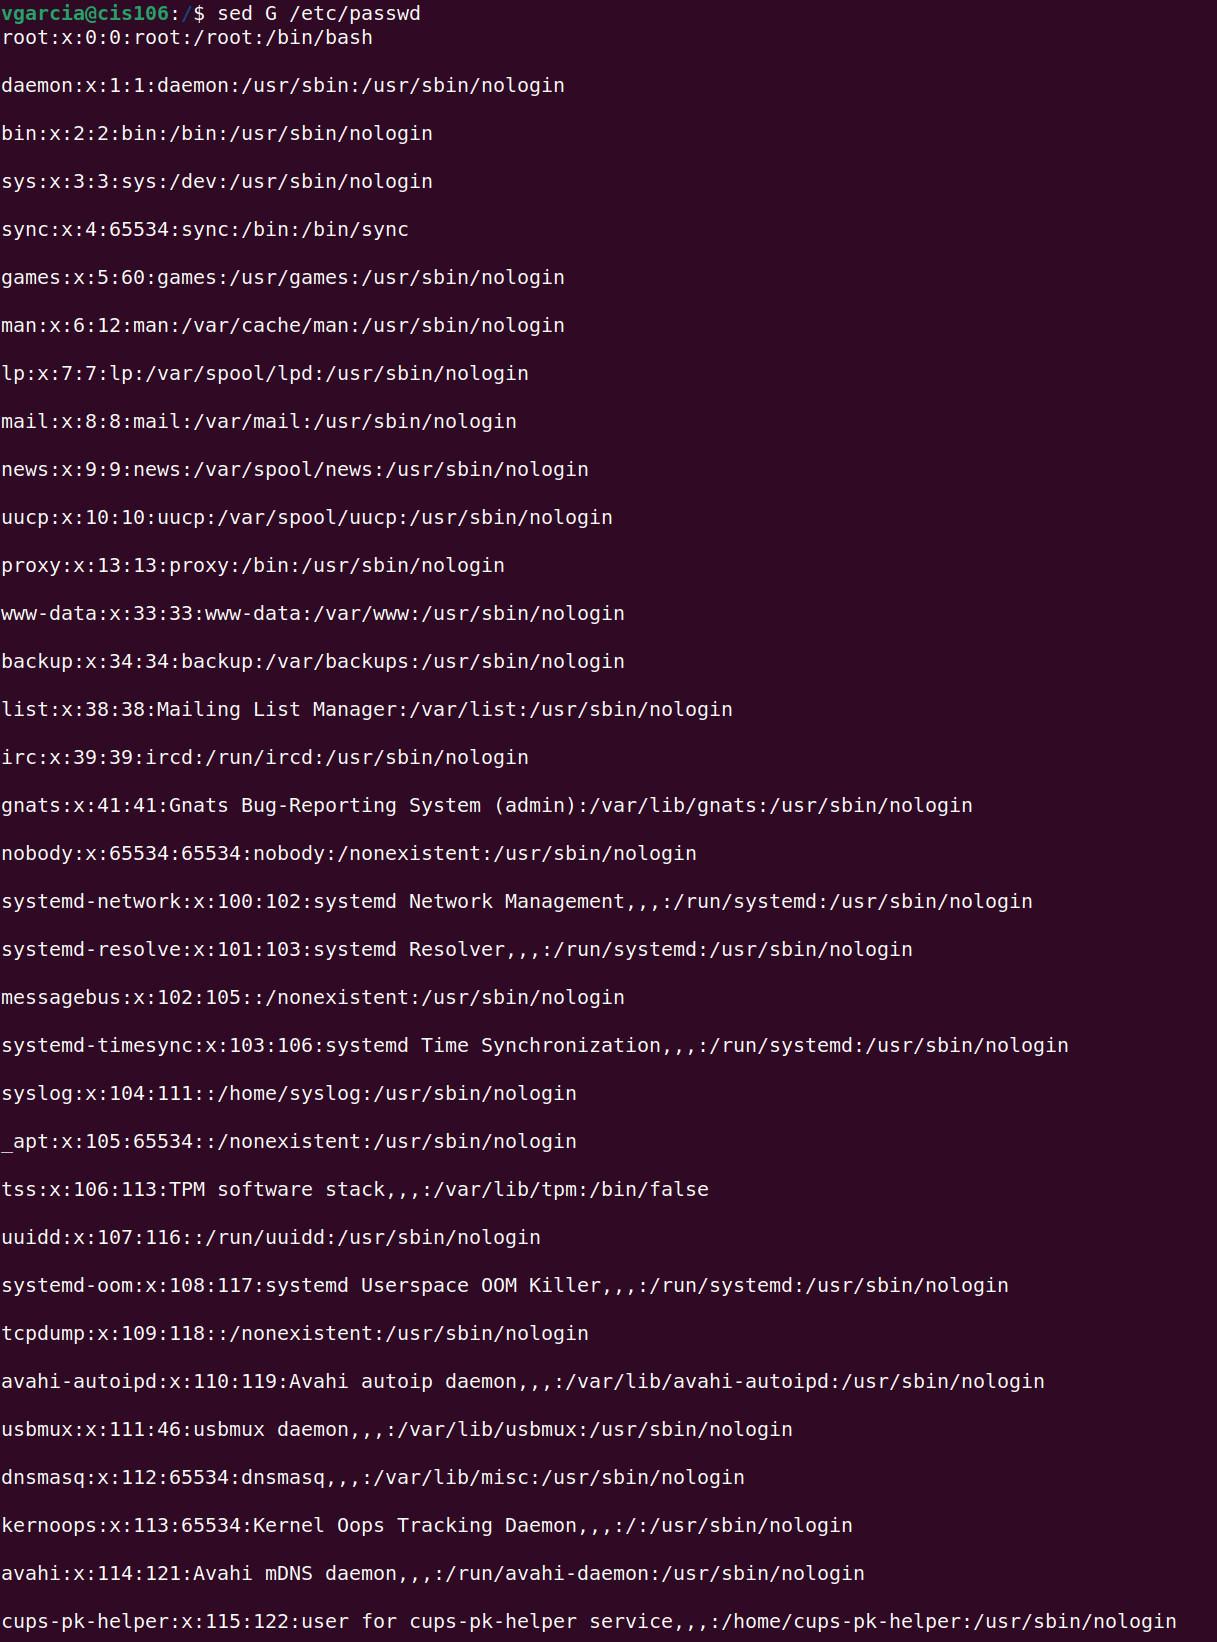 vgarcia@cis106:/$ sed G /etc/passwd
root:x:0:0:root:/root:/bin/bash
daemon:x:1:1:daemon:/usr/sbin:/usr/sbin/nologin
bin:x:2:2:bin:/bin:/usr/sbin/nologin
sys:x:3:3:sys:/dev:/usr/sbin/nologin
sync:x:4:65534:sync:/bin:/bin/sync
games:x:5:60:games:/usr/games:/usr/sbin/nologin
man:x:6:12:man:/var/cache/man:/usr/sbin/nologin
lp:x:7:7:lp:/var/spool/lpd:/usr/sbin/nologin
mail:x:8:8:mail:/var/mail:/usr/sbin/nologin
news:x:9:9:news:/var/spool/news:/usr/sbin/nologin
uucp:x:10:10:uucp:/var/spool/uucp:/usr/sbin/nologin
proxy:x:13:13:proxy:/bin:/usr/sbin/nologin
www-data:x:33:33:www-data:/var/www:/usr/sbin/nologin
backup:x:34:34:backup:/var/backups:/usr/sbin/nologin
list:x:38:38:Mailing List Manager:/var/list:/usr/sbin/nologin
irc:x:39:39:ircd:/run/ircd:/usr/sbin/nologin
gnats:x:41:41:Gnats Bug-Reporting System (admin):/var/lib/gnats:/usr/sbin/nologin
nobody:x:65534:65534:nobody:/nonexistent:/usr/sbin/nologin
systemd-network:x:100:102:systemd Network Management,,,:/run/systemd:/usr/sbin/nologin
systemd-resolve:x:101:103:systemd Resolver,,,:/run/systemd:/usr/sbin/nologin
messagebus:x:102:105::/nonexistent:/usr/sbin/nologin
systemd-timesync:x:103:106:systemd Time Synchronization,,,:/run/systemd:/usr/sbin/nologin
syslog:x:104:111::/home/syslog:/usr/sbin/nologin
_apt:x:105:65534::/nonexistent:/usr/sbin/nologin
tss:x:106:113:TPM software stack,,,:/var/lib/tpm:/bin/false
uuidd:x:107:116::/run/uuidd:/usr/sbin/nologin
systemd-oom:x:108:117:systemd Userspace OOM Killer,,,:/run/systemd:/usr/sbin/nologin
tcpdump:x:109:118::/nonexistent:/usr/sbin/nologin
avahi-autoipd:x:110:119:Avahi autoip daemon,,,:/var/lib/avahi-autoipd:/usr/sbin/nologin
usbmux:x:111:46:usbmux daemon,,,:/var/lib/usbmux:/usr/sbin/nologin
dnsmasq:x:112:65534:dnsmasq,,,:/var/lib/misc:/usr/sbin/nologin
kernoops:x:113:65534:Kernel Oops Tracking Daemon,,,:/:/usr/sbin/nologin
avahi:x:114:121:Avahi mDNS daemon,,,:/run/avahi-daemon:/usr/sbin/nologin
cups-pk-helper:x:115:122:user for cups-pk-helper service,,,:/home/cups-pk-helper:/usr/sbin/nologin